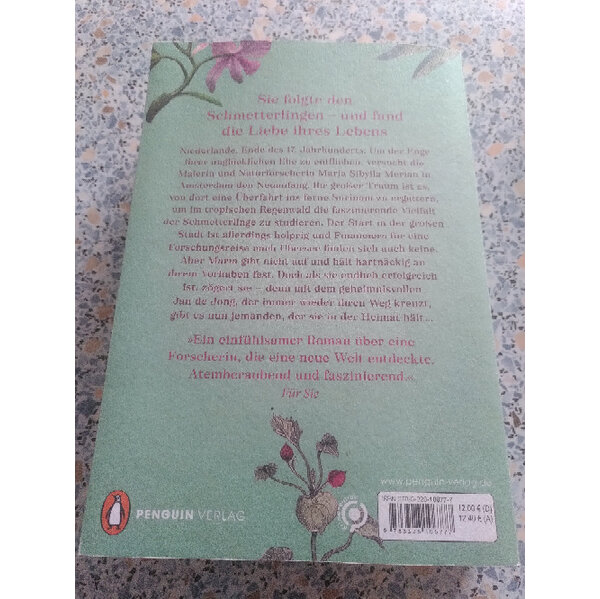 Sie folgte den
Schmetterlingen – und fand
die Liebe ihres Lebens
Niederlande, Ende des 17. Jahrhunderts. Um der Enge
ihrer unglücklichen Ehe zu entfliehen, versucht die
Malerin und Naturforscherin Maria Sibylla Merian in
Amsterdam den Neuanfang. Ihr großer Traum ist es,
von dort eine Überfahrt ins ferne Surinam zu ergattern,
um im tropischen Regenwald die faszinierende Vielfalt
der Schmetterlinge zu studieren. Der Start in der großen
Stadt ist allerdings holprig und Financiers für eine
Forschungsreise nach Übersee finden sich auch keine.
Aber Maria gibt nicht auf und hält hartnäckig an
ihrem Vorhaben fest. Doch als sie endlich erfolgreich
ist, zögert sie – denn mit dem geheimnisvollen
Jan de Jong, der immer wieder ihren Weg kreuzt,
gibt es nun jemanden, der sie in der Heimat hält ...
»Ein einfühlsamer Roman über eine
Forscherin, die eine neue Welt entdeckte.
Atemberaubend und faszinierend.«
Für Sie
www.penguin-verlag.de
ISBN
12,00 € (D)
12,40 € (A)
PENGUIN VERLAG